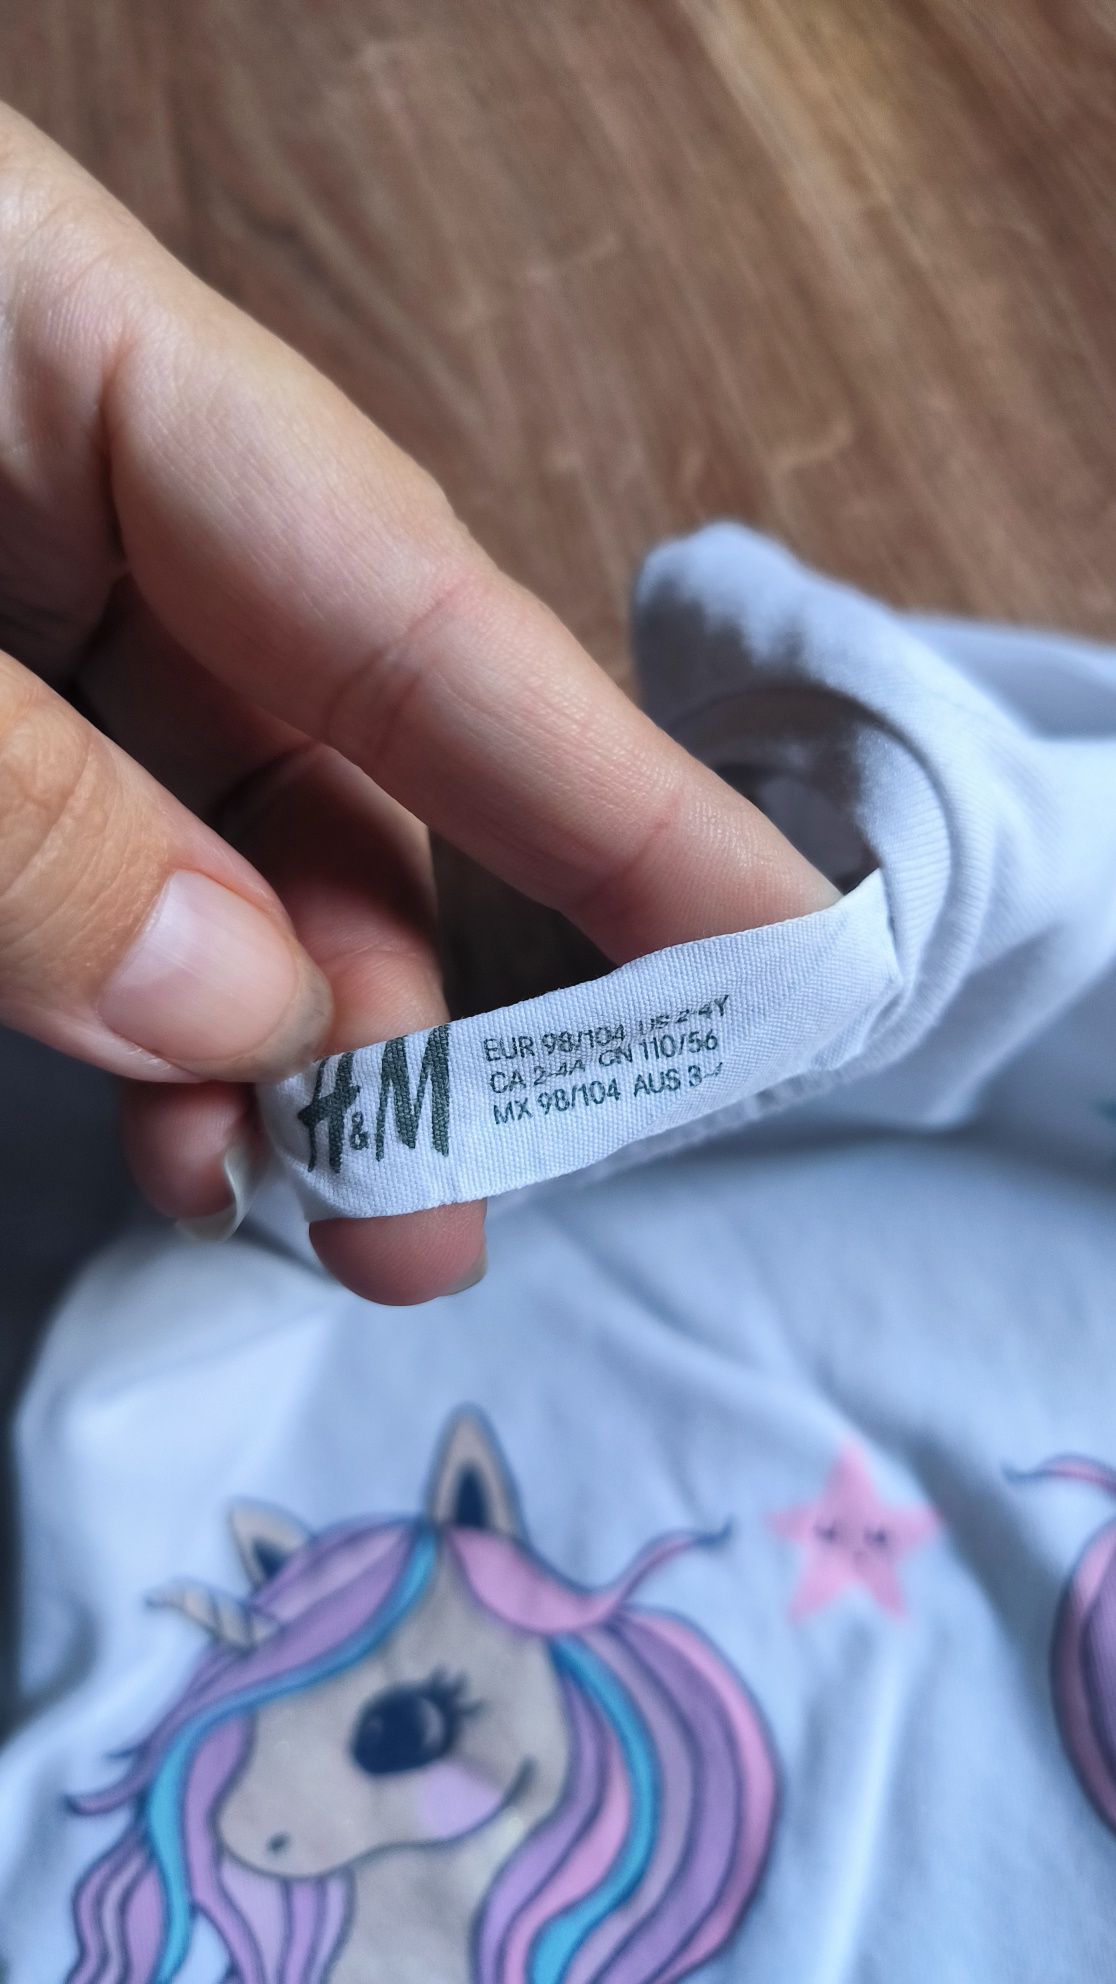 H&M
EUR 98/104 US 2-4Y
CA 2-4A CN 110/56
MX 98/104 AUS 3-